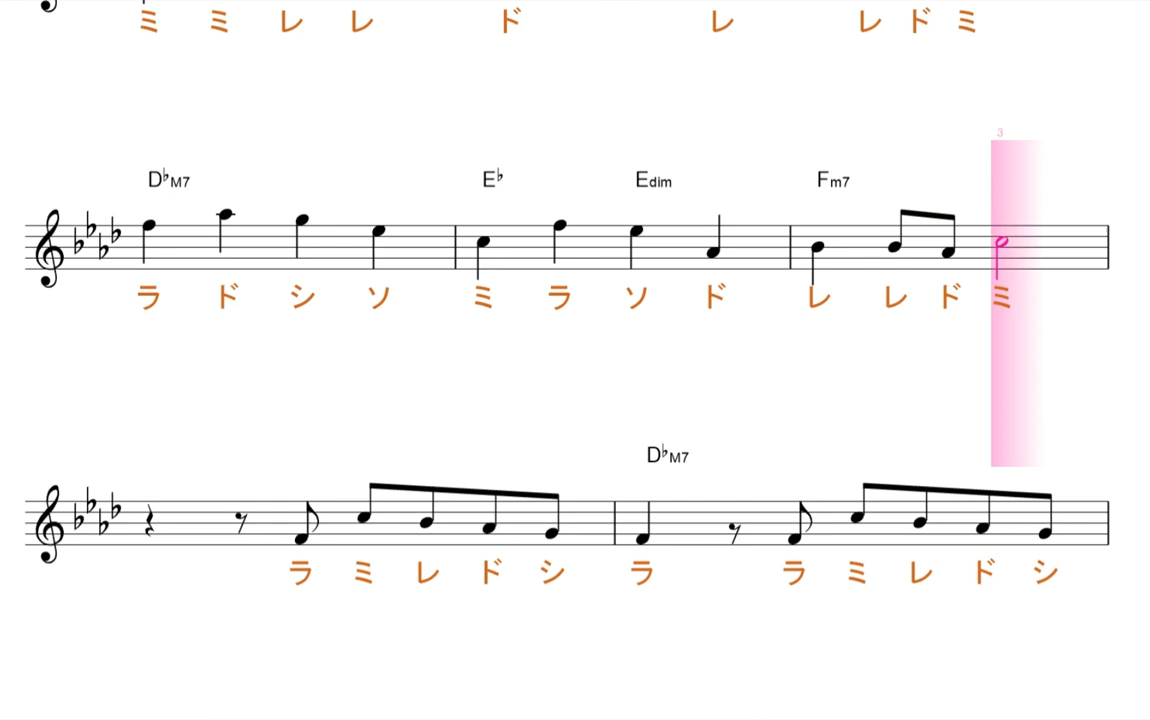 ミ ミ レ レ ド レ レ ド ミ
3
D♭M7 E♭ Edim Fm7
ラ ド シ ソ ミ ラ ソ ド レ レ ド ミ
D♭M7
ラ ミ レ ド シ ラ ラ ミ レ ド シ